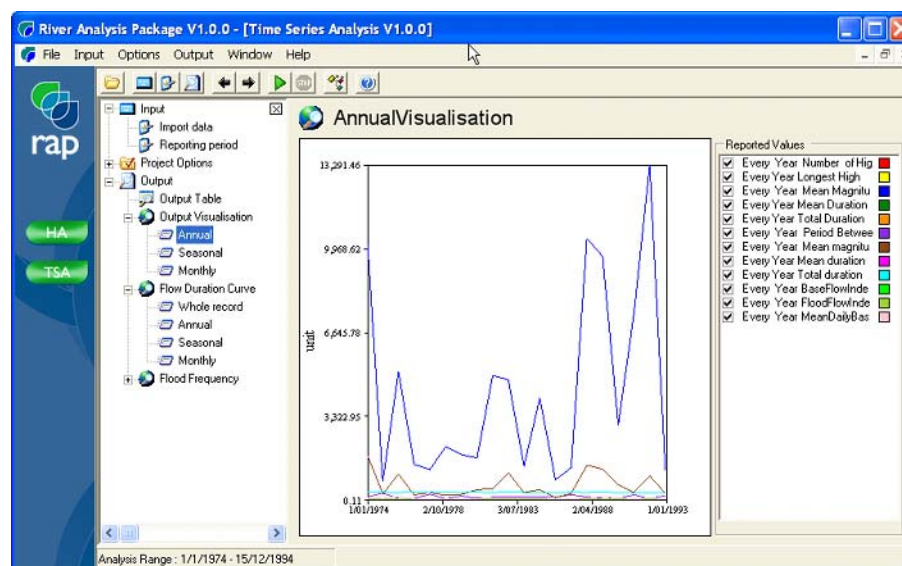 River Analysis Package V1.0.0 - [Time Series Analysis V1.0.0]
File Input Options Output Window Help
rap
HA
TSA
Input
Import data
Reporting period
Project Options
Output
Output Table
Output Visualisation
Annual
Seasonal
Monthly
Flow Duration Curve
Whole record
Annual
Seasonal
Monthly
Flood Frequency
AnnualVisualisation
13,291.46
9,968.62
6,645.78
3,322.95
0.11
unit
1/01/1974 2/10/1978 3/07/1983 2/04/1988 1/01/1993
Reported Values
Every Year Number of Hig
Every Year Longest High
Every Year Mean Magnitu
Every Year Mean Duration
Every Year Total Duration
Every Year Period Betwee
Every Year Mean magnitu
Every Year Mean duration
Every Year Total duration
Every Year BaseFlowInde
Every Year FloodFlowInde
Every Year MeanDailyBas
Analysis Range : 1/1/1974 - 15/12/1994